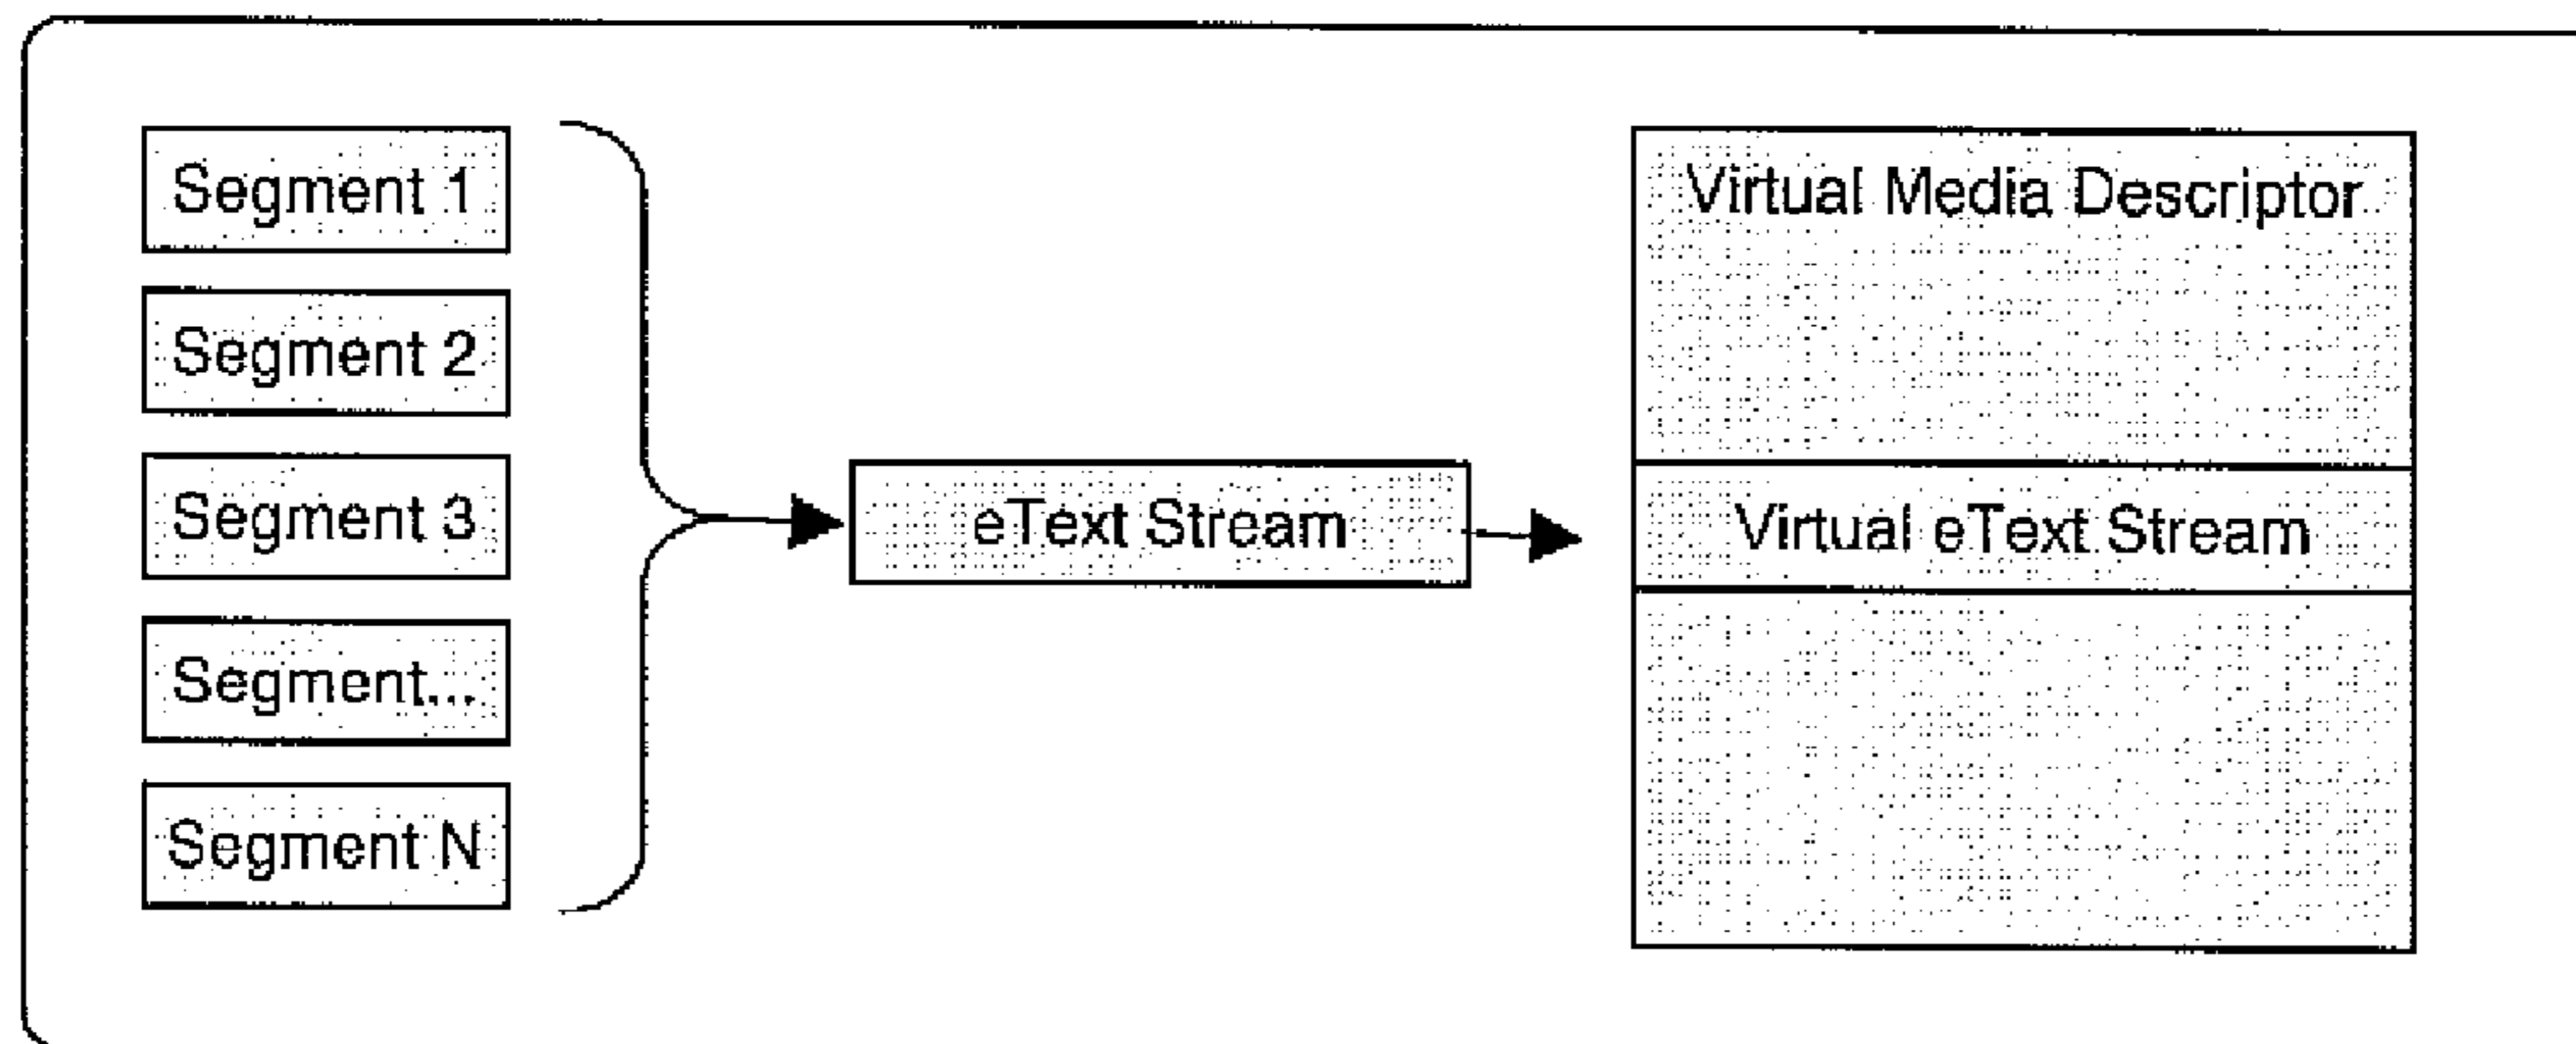 Segment 1
Segment 2
Segment 3
Segment...
Segment N
eText Stream
Virtual Media Descriptor
Virtual eText Stream